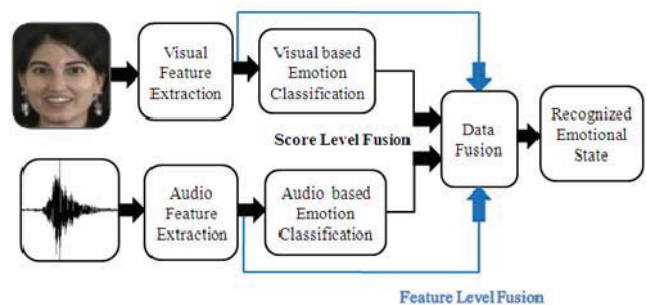 Visual
Feature
Extraction
Visual based
Emotion
Classification
Score Level Fusion
Data
Fusion
Recognized
Emotional
State
Audio
Feature
Extraction
Audio based
Emotion
Classification
Feature Level Fusion